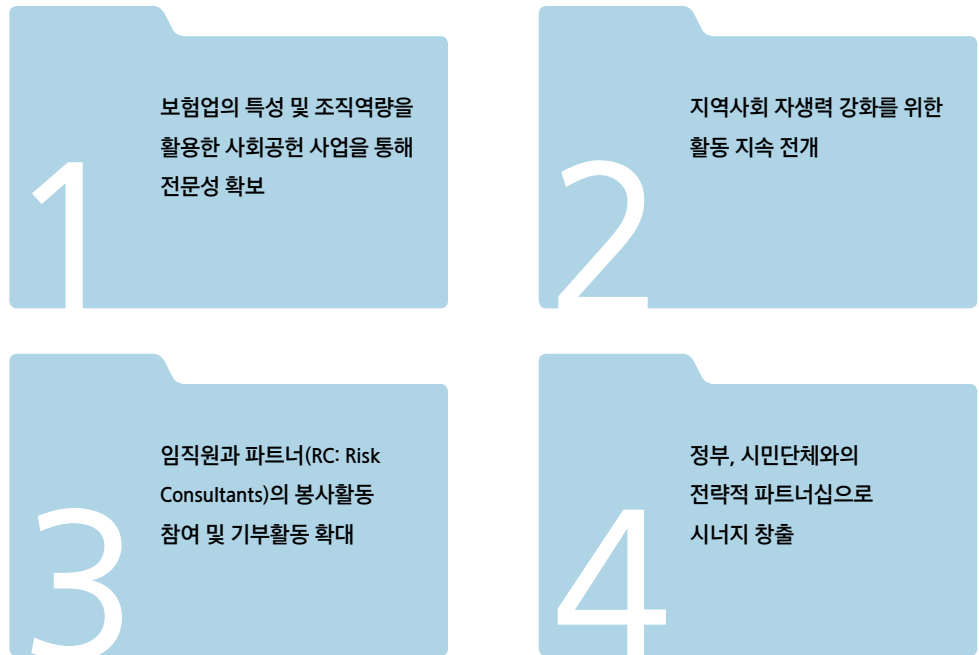 1
보험업의 특성 및 조직역량을
활용한 사회공헌 사업을 통해
전문성 확보
2
지역사회 자생력 강화를 위한
활동 지속 전개
3
임직원과 파트너(RC: Risk
Consultants)의 봉사활동
참여 및 기부활동 확대
4
정부, 시민단체와의
전략적 파트너십으로
시너지 창출